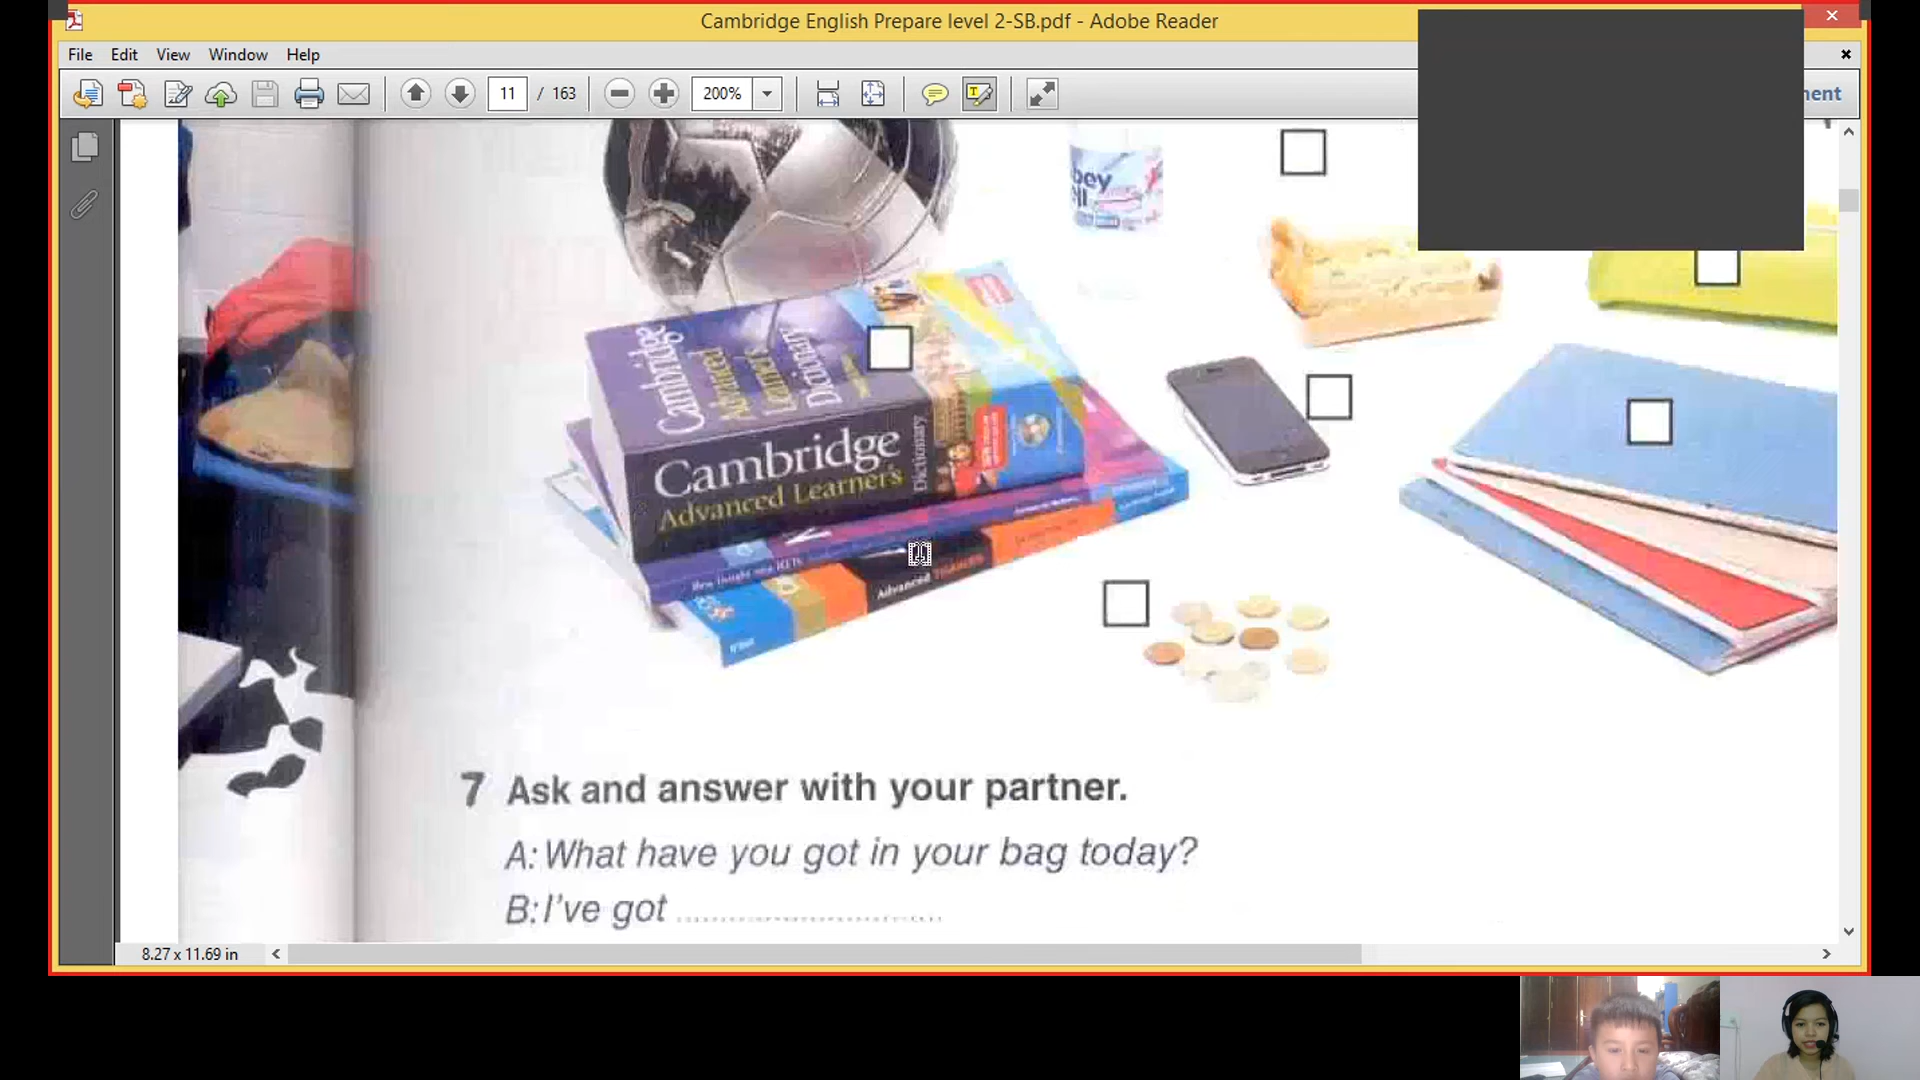 Cambridge English Prepare level 2-SB.pdf - Adobe Reader
File Edit View Window Help
11 / 163 200%
bey
Cambridge
Advanced
Learner's
Dictionary
Cambridge
Advanced Learner's
Dictionary
Advanced
7 Ask and answer with your partner.
A: What have you got in your bag today?
B: I've got ..............................
8.27 x 11.69 in